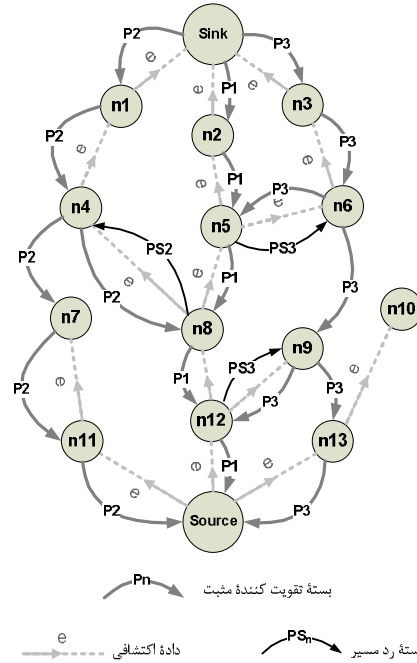 Sink
P2
e
e
P3
P1
n1
e
n3
n2
P2
e
e
P1
e
P3
n4
P3
n6
n5
e
PS2
PS3
P2
e
P2
e
P1
P3
n7
n8
n10
n9
P1
PS3
P2
e
e
P3
P3
n11
n12
n13
e
e
P1
e
P2
P3
Source
Pn
بستهٔ تقویت کنندهٔ مثبت
e
دادهٔ اکتشافی
PSn
ستهٔ رد مسیر